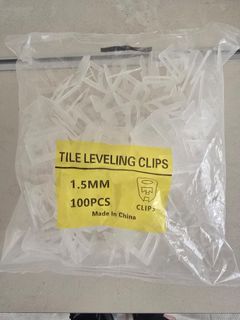 TILE LEVELING CLIPS
1.5MM
100PCS
CLIPS
Made In China